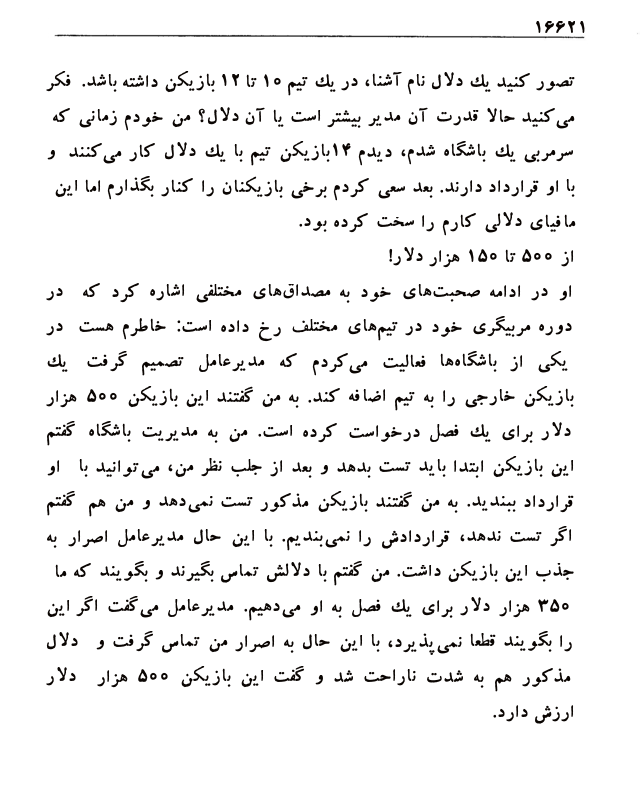 ۱۶۶۲۱
تصور کنید یك دلال نام آشنا، در یك تیم ۱۰ تا ۱۲ بازیکن داشته باشد. فکر
می‌کنید حالا قدرت آن مدیر بیشتر است یا آن دلال؟ من خودم زمانی که
سرمربی یك باشگاه شدم، دیدم ۱۴بازیکن تیم با یك دلال کار می‌کنند و
با او قرارداد دارند. بعد سعی کردم برخی بازیکنان را کنار بگذارم اما این
مافیای دلالی کارم را سخت کرده بود.
از ۵۰۰ تا ۱۵۰ هزار دلار!
او در ادامه صحبت‌های خود به مصداق‌های مختلفی اشاره کرد که در
دوره مربیگری خود در تیم‌های مختلف رخ داده است: خاطرم هست در
یکی از باشگاه‌ها فعالیت می‌کردم که مدیرعامل تصمیم گرفت یك
بازیکن خارجی را به تیم اضافه کند. به من گفتند این بازیکن ۵۰۰ هزار
دلار برای یك فصل درخواست کرده است. من به مدیریت باشگاه گفتم
این بازیکن ابتدا باید تست بدهد و بعد از جلب نظر من، می‌توانید با او
قرارداد ببندید. به من گفتند بازیکن مذکور تست نمی‌دهد و من هم گفتم
اگر تست ندهد، قراردادش را نمی‌بندیم. با این حال مدیرعامل اصرار به
جذب این بازیکن داشت. من گفتم با دلالش تماس بگیرند و بگویند که ما
۳۵۰ هزار دلار برای یك فصل به او می‌دهیم. مدیرعامل می‌گفت اگر این
را بگویند قطعا نمی‌پذیرد، با این حال به اصرار من تماس گرفت و دلال
مذکور هم به شدت ناراحت شد و گفت این بازیکن ۵۰۰ هزار دلار
ارزش دارد.